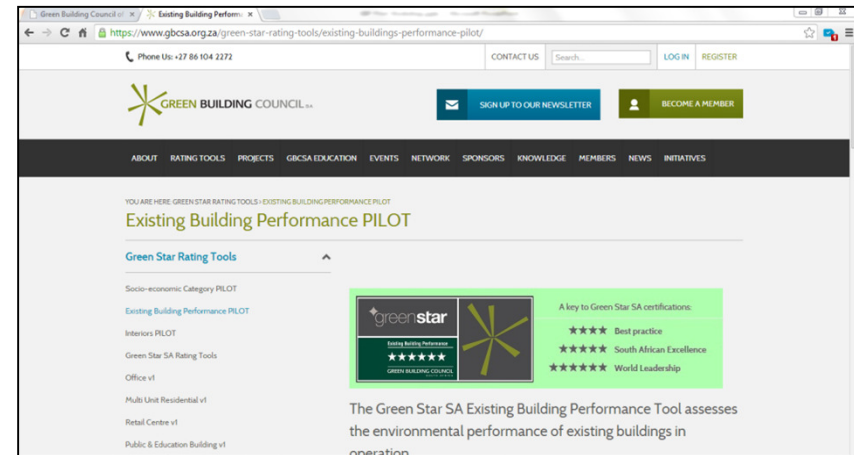 Green Building Council of
Existing Building Perform
https://www.gbcsa.org.za/green-star-rating-tools/existing-buildings-performance-pilot/
Phone Us: +27 86 104 2272
CONTACT US
Search...
LOG IN
REGISTER
GREEN BUILDING COUNCIL SA
SIGN UP TO OUR NEWSLETTER
BECOME A MEMBER
ABOUT RATING TOOLS PROJECTS GBCSA EDUCATION EVENTS NETWORK SPONSORS KNOWLEDGE MEMBERS NEWS INITIATIVES
YOU ARE HERE: GREEN STAR RATING TOOLS > EXISTING BUILDING PERFORMANCE PILOT
Existing Building Performance PILOT
Green Star Rating Tools
Socio-economic Category PILOT
Existing Building Performance PILOT
Interiors PILOT
Green Star SA Rating Tools
Office v1
Multi Unit Residential v1
Retail Centre v1
Public & Education Building v1
greenstar
Existing Building Performance
GREEN BUILDING COUNCIL
SOUTH AFRICA
A key to Green Star SA certifications:
★★★★ Best practice
★★★★★ South African Excellence
★★★★★★ World Leadership
The Green Star SA Existing Building Performance Tool assesses
the environmental performance of existing buildings in
operation